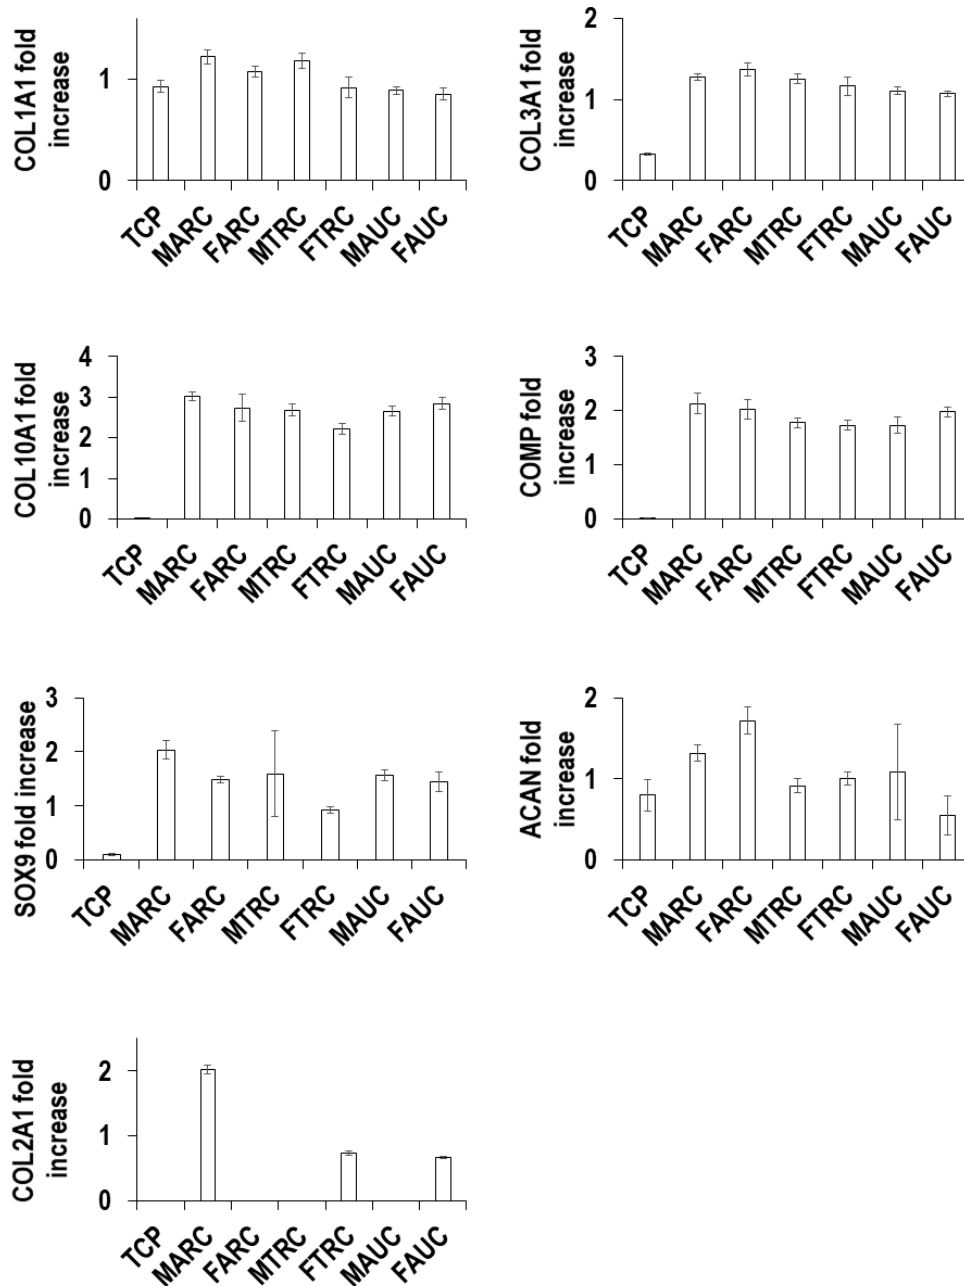 COL1A1 fold
increase
1
0
TCP
MARC
FARC
MTRC
FTRC
MAUC
FAUC
COL3A1 fold
increase
2
1
0
TCP
MARC
FARC
MTRC
FTRC
MAUC
FAUC
COL10A1 fold
increase
4
3
2
1
0
TCP
MARC
FARC
MTRC
FTRC
MAUC
FAUC
COMP fold
increase
3
2
1
0
TCP
MARC
FARC
MTRC
FTRC
MAUC
FAUC
SOX9 fold increase
3
2
1
0
TCP
MARC
FARC
MTRC
FTRC
MAUC
FAUC
ACAN fold
increase
2
1
0
TCP
MARC
FARC
MTRC
FTRC
MAUC
FAUC
COL2A1 fold
increase
2
1
0
TCP
MARC
FARC
MTRC
FTRC
MAUC
FAUC